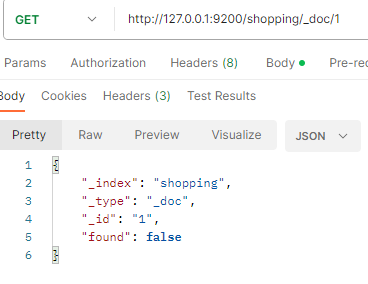 GET http://127.0.0.1:9200/shopping/_doc/1
Params Authorization Headers (8) Body Pre-rec
Body Cookies Headers (3) Test Results
Pretty Raw Preview Visualize JSON
1 {
2 "_index": "shopping",
3 "_type": "_doc",
4 "_id": "1",
5 "found": false
6 }